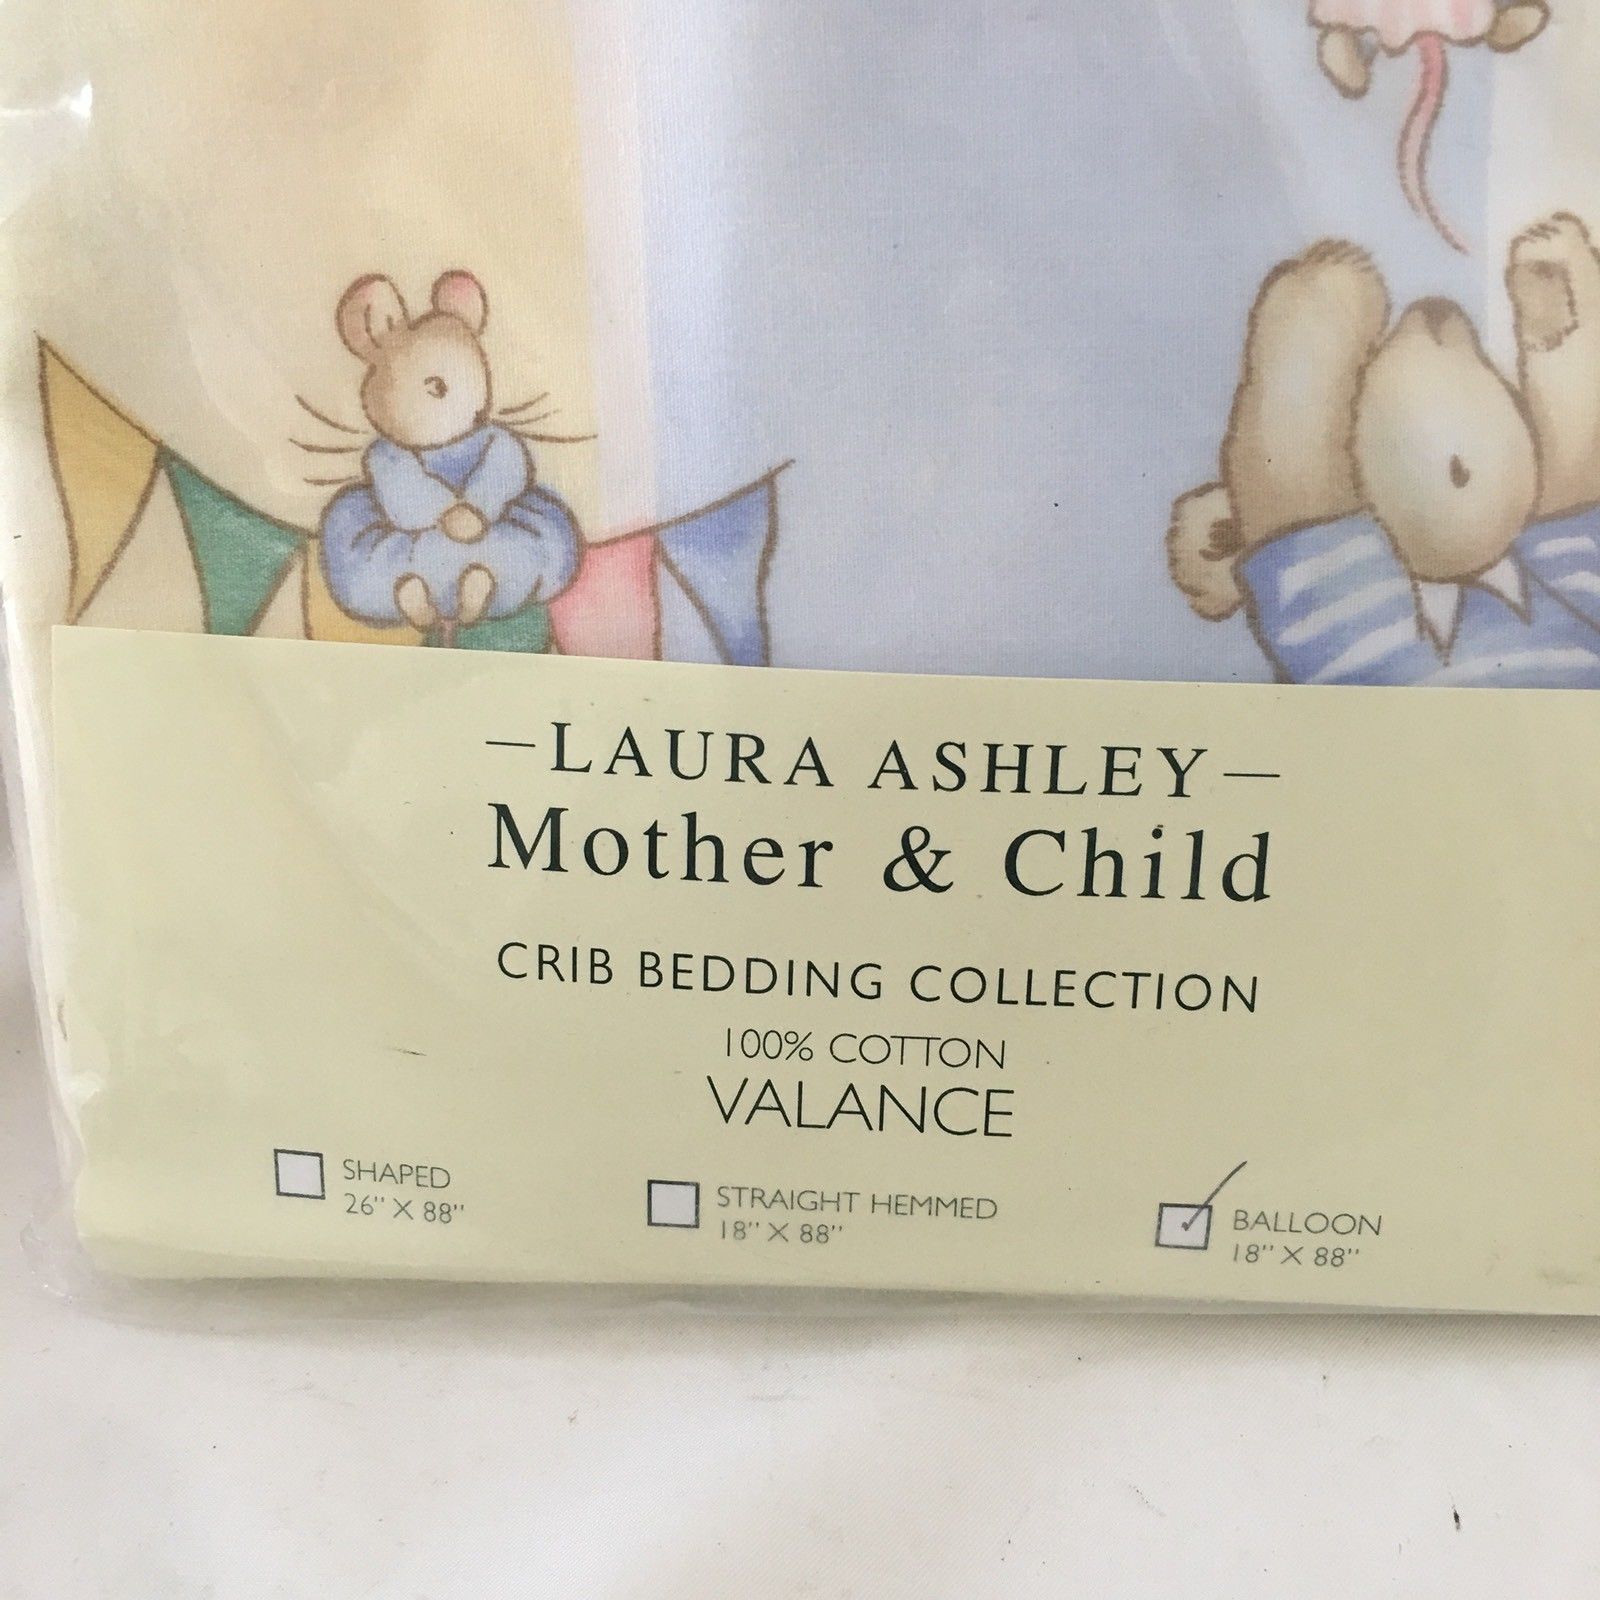 —LAURA ASHLEY—
Mother & Child
CRIB BEDDING COLLECTION
100% COTTON
VALANCE
SHAPED
26" X 88"
STRAIGHT HEMMED
18" X 88"
BALLOON
18" X 88"